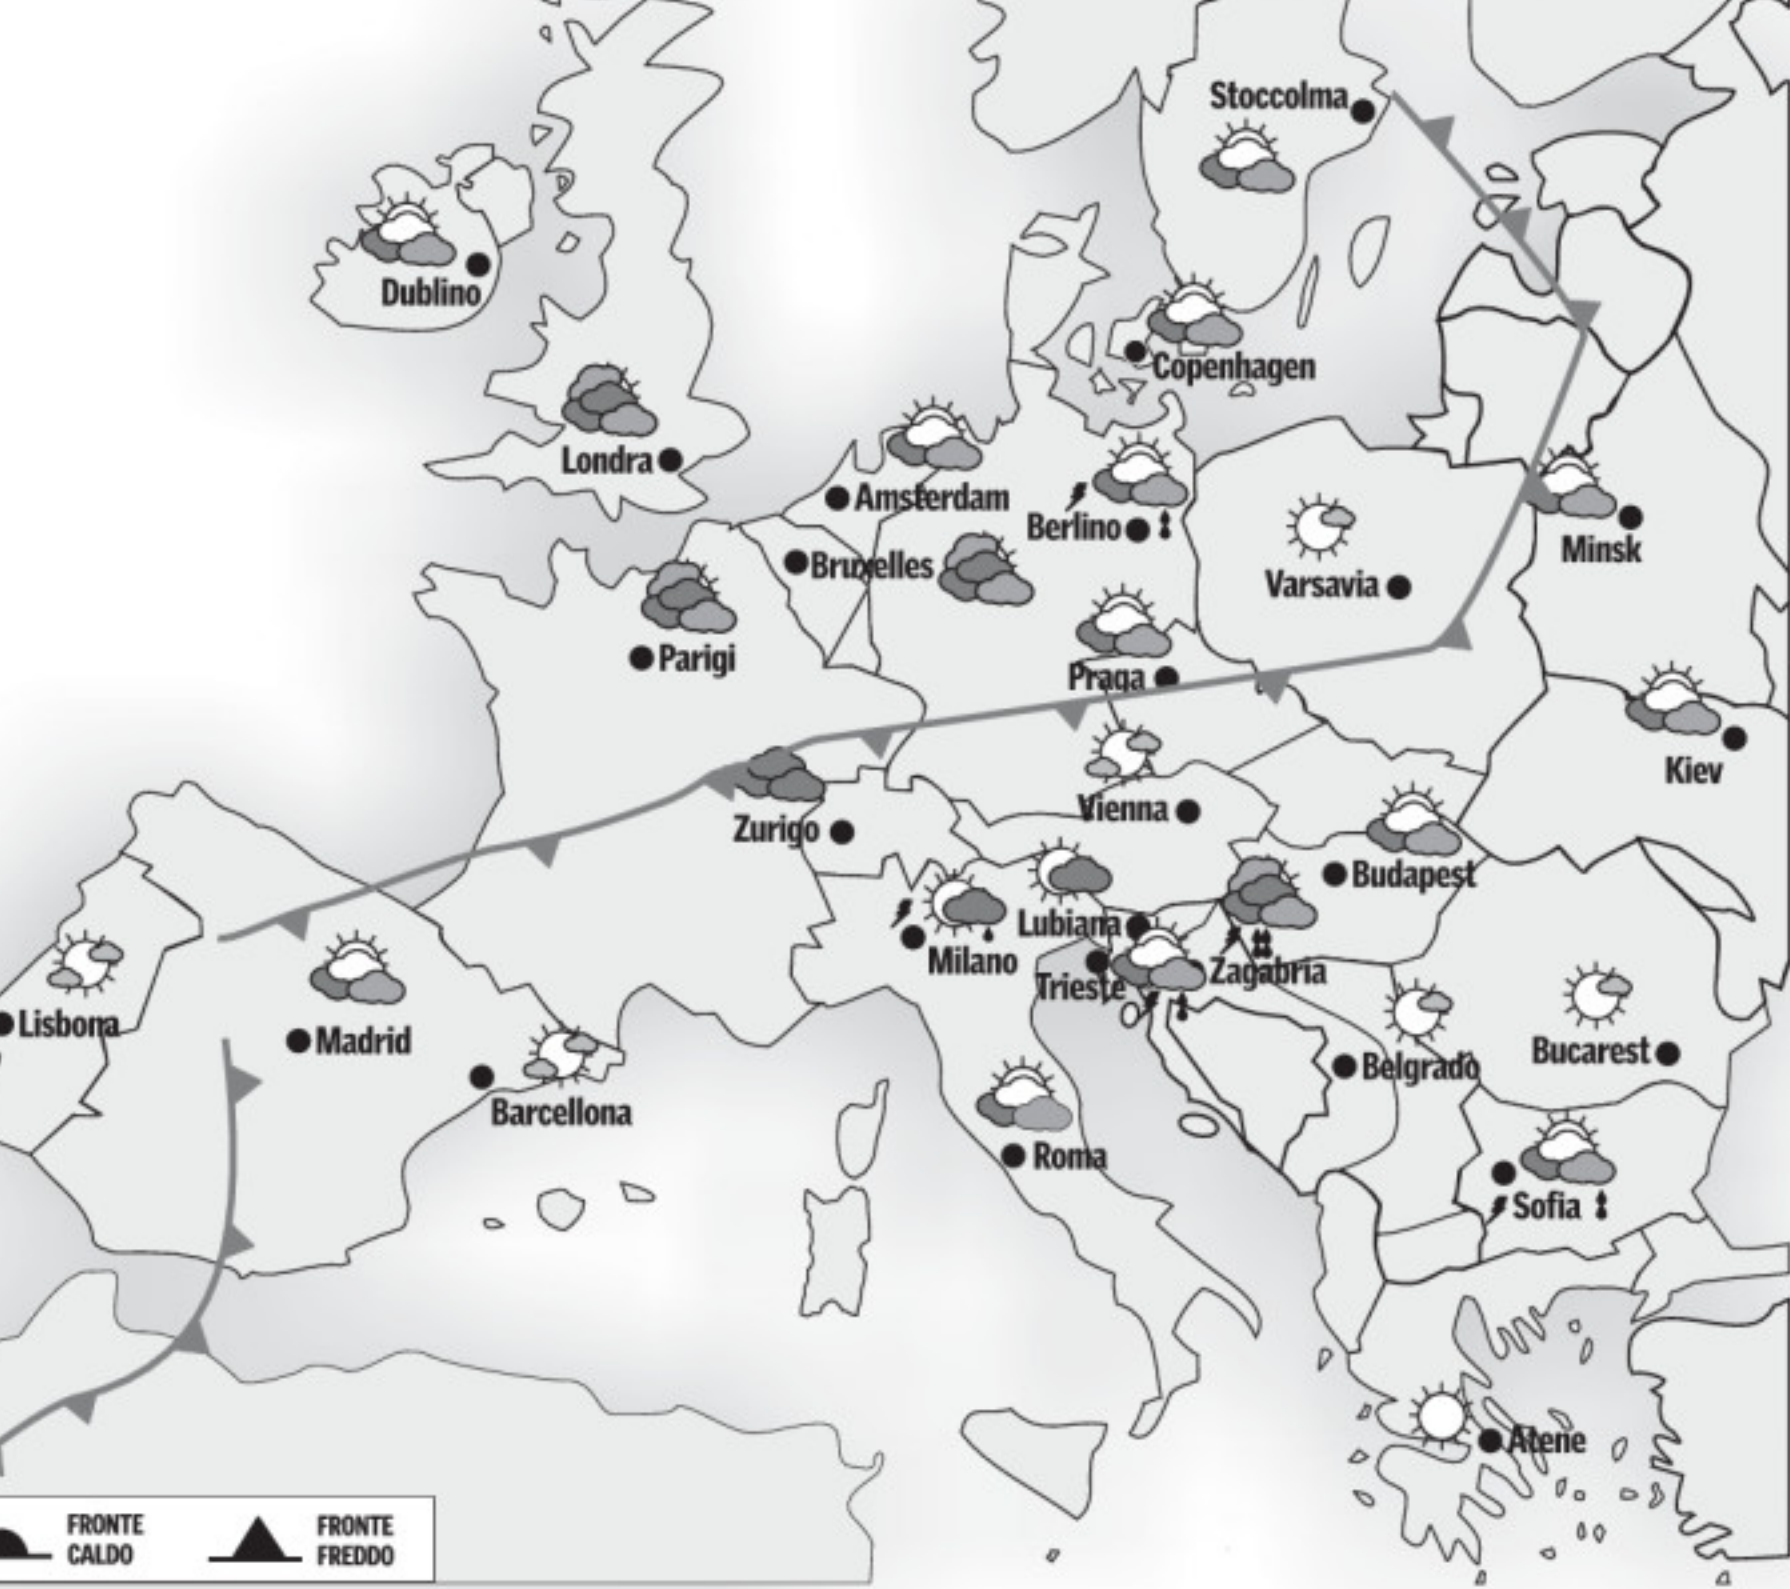 Stoccolma
Dublino
Copenhagen
Londra
Amsterdam
Berlino
Bruxelles
Minsk
Varsavia
Parigi
Praga
Kiev
Vienna
Zurigo
Budapest
Lubiana
Milano
Zagabria
Trieste
Lisbona
Madrid
Bucarest
Belgrado
Barcellona
Roma
Sofia
Atene
FRONTE
CALDO
FRONTE
FREDDO